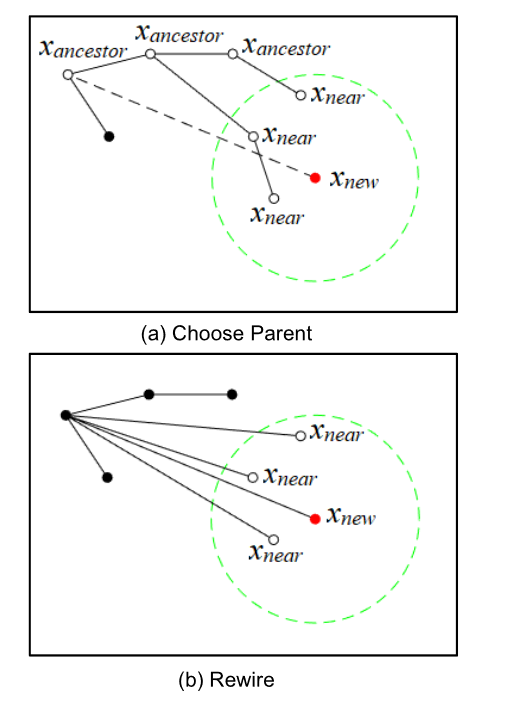 x_ancestor
x_ancestor
x_ancestor
x_near
x_near
x_new
x_near
(a) Choose Parent
x_near
x_near
x_new
x_near
(b) Rewire